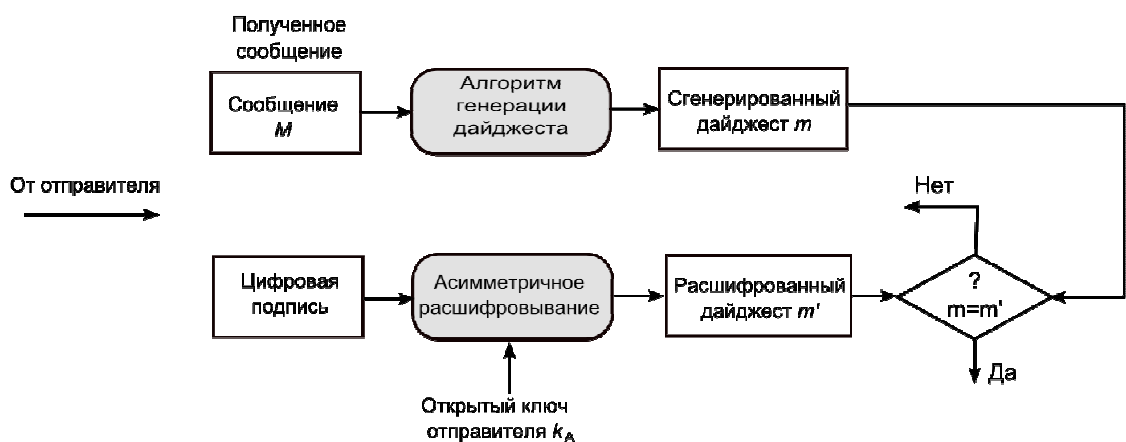 Полученное
сообщение
Сообщение
M
Алгоритм
генерации
дайджеста
Сгенерированный
дайджест m
От отправителя
Нет
Цифровая
подпись
Асимметричное
расшифровывание
Расшифрованный
дайджест m'
?
m=m'
Да
Открытый ключ
отправителя kA